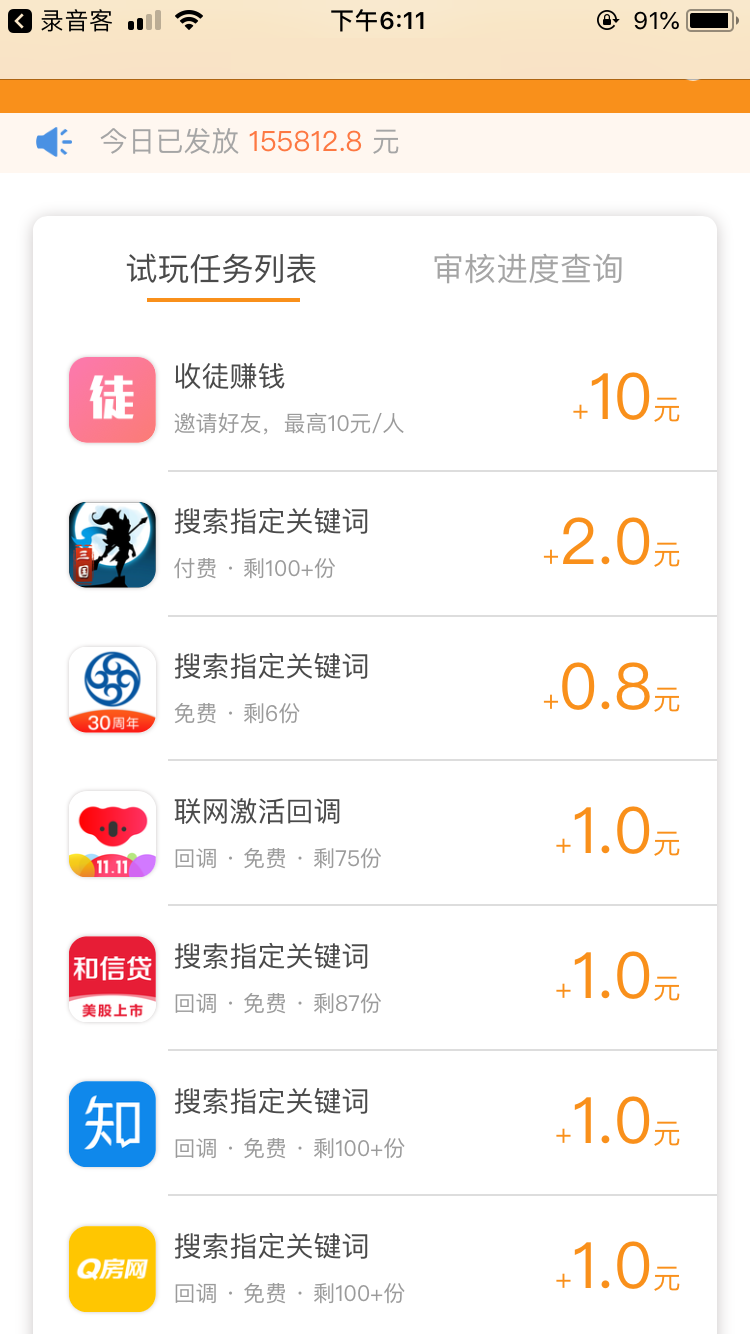 录音客 下午6:11 91%
今日已发放 155812.8 元
试玩任务列表 审核进度查询
徒
收徒赚钱
邀请好友，最高10元/人
+10元
三国
搜索指定关键词
付费 · 剩100+份
+2.0元
30周年
搜索指定关键词
免费 · 剩6份
+0.8元
11.11
联网激活回调
回调 · 免费 · 剩75份
+1.0元
和信贷
美股上市
搜索指定关键词
回调 · 免费 · 剩87份
+1.0元
知
搜索指定关键词
回调 · 免费 · 剩100+份
+1.0元
Q房网
搜索指定关键词
回调 · 免费 · 剩100+份
+1.0元